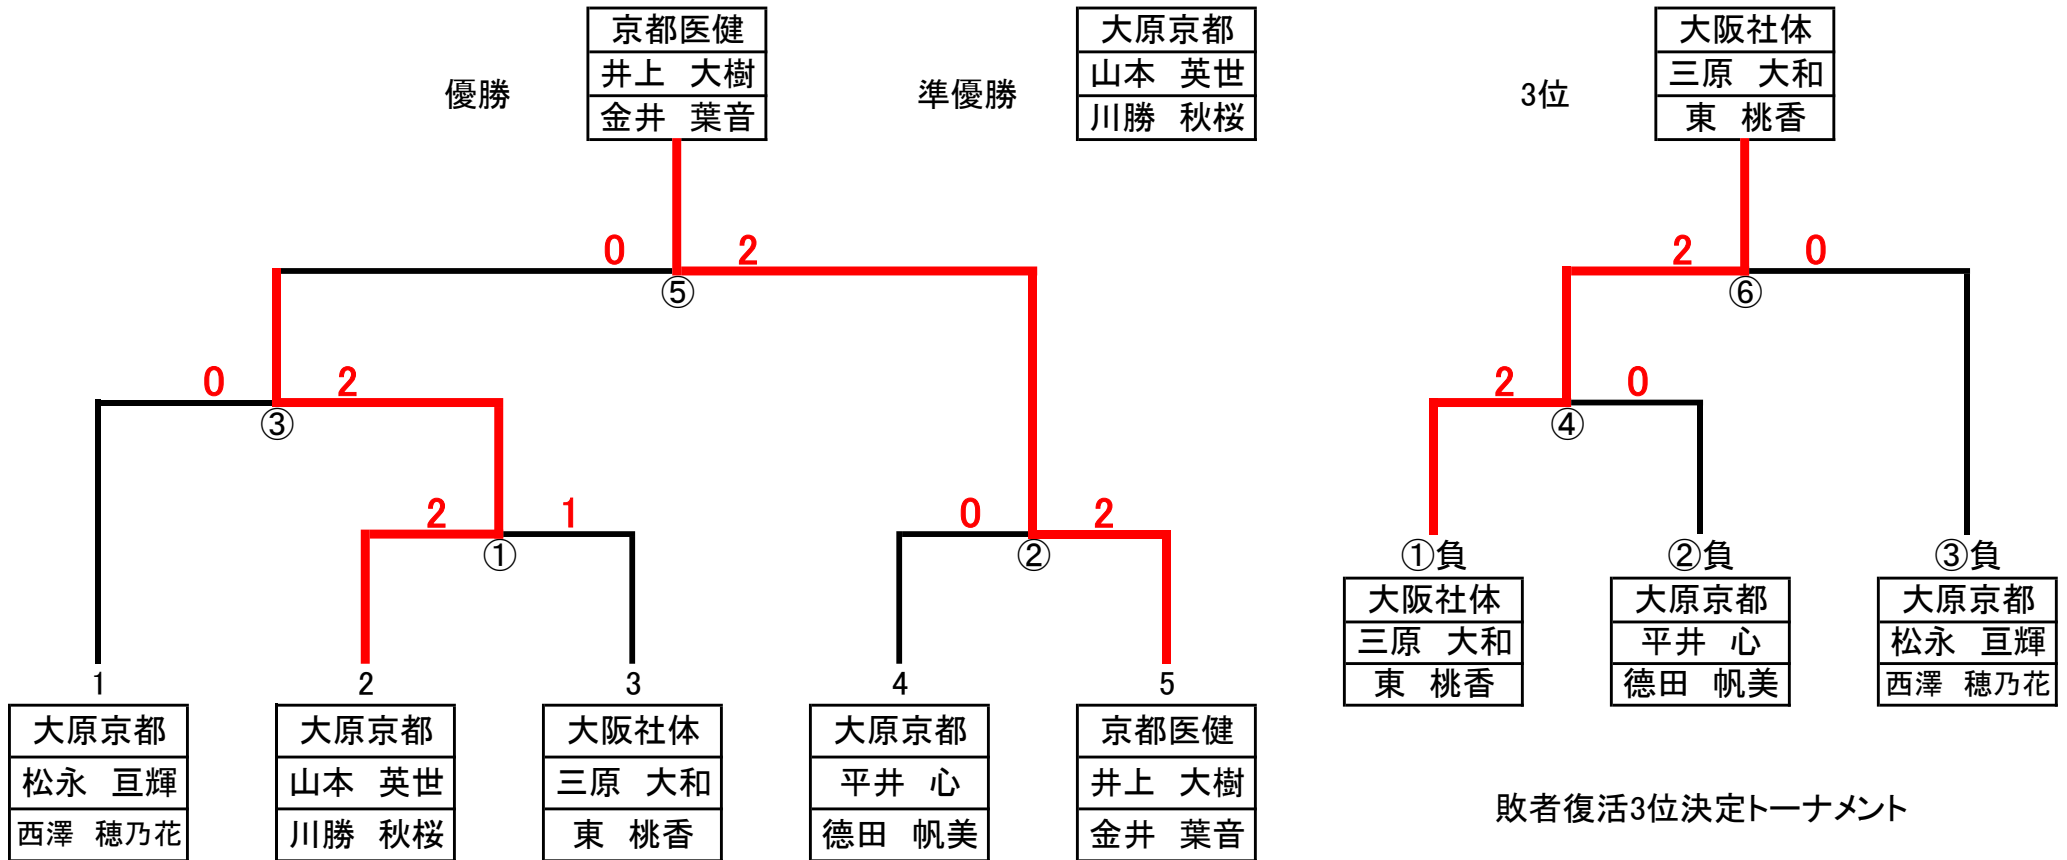 京都医健
井上 大樹
金井 葉音
優勝
大原京都
山本 英世
川勝 秋桜
準優勝
大阪社体
三原 大和
東 桃香
3位
0 2
⑤
2 0
⑥
0 2
③
2 0
④
2 1
①
0 2
②
①負
大阪社体
三原 大和
東 桃香
②負
大原京都
平井 心
德田 帆美
③負
大原京都
松永 亘輝
西澤 穂乃花
1
大原京都
松永 亘輝
西澤 穂乃花
2
大原京都
山本 英世
川勝 秋桜
3
大阪社体
三原 大和
東 桃香
4
大原京都
平井 心
德田 帆美
5
京都医健
井上 大樹
金井 葉音
敗者復活3位決定トーナメント